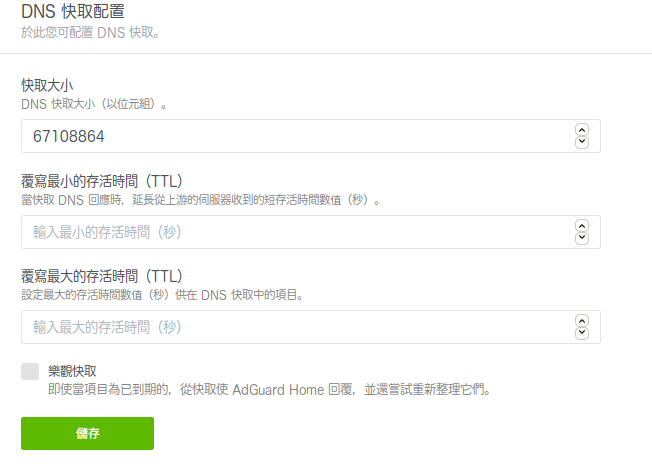 DNS 快取配置
於此您可配置 DNS 快取。
快取大小
DNS 快取大小（以位元組）。
67108864
覆寫最小的存活時間（TTL）
當快取 DNS 回應時，延長從上游的伺服器收到的短存活時間數值（秒）。
輸入最小的存活時間（秒）
覆寫最大的存活時間（TTL）
設定最大的存活時間數值（秒）供在 DNS 快取中的項目。
輸入最大的存活時間（秒）
樂觀快取
即使當項目為已到期的，從快取使 AdGuard Home 回覆，並還嘗試重新整理它們。
儲存